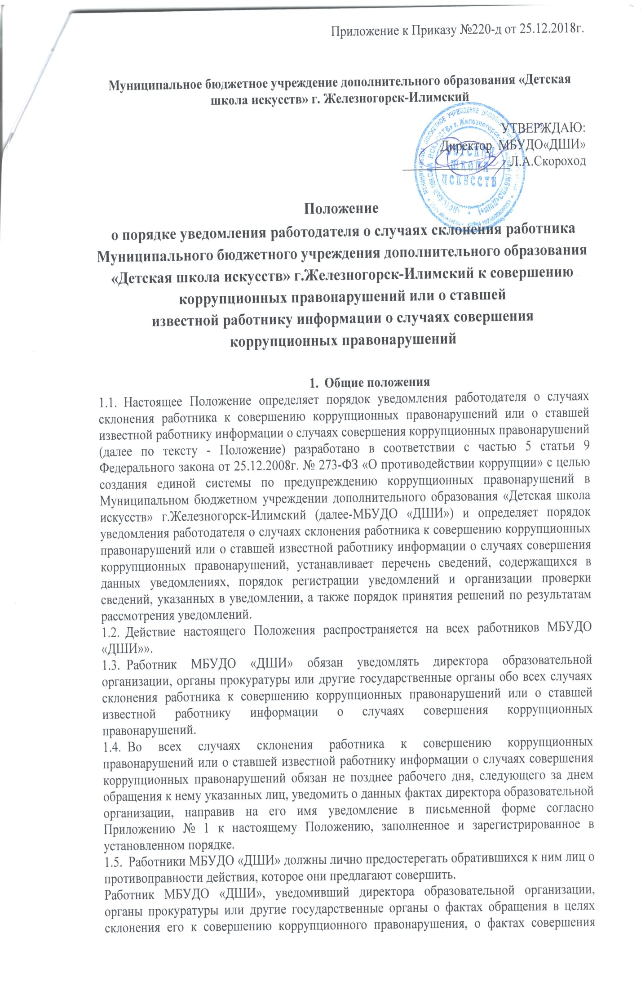 Приложение к Приказу №220-д от 25.12.2018г.
Муниципальное бюджетное учреждение дополнительного образования «Детская
школа искусств» г. Железногорск-Илимский
УТВЕРЖДАЮ:
Директор МБУДО«ДШИ»
Л.А.Скороход
ДЕТСКАЯ
ШКОЛА
ИСКУССТВ
Положение
о порядке уведомления работодателя о случаях склонения работника
Муниципального бюджетного учреждения дополнительного образования
«Детская школа искусств» г.Железногорск-Илимский к совершению
коррупционных правонарушений или о ставшей
известной работнику информации о случаях совершения
коррупционных правонарушений
1. Общие положения
1.1. Настоящее Положение определяет порядок уведомления работодателя о случаях
склонения работника к совершению коррупционных правонарушений или о ставшей
известной работнику информации о случаях совершения коррупционных правонарушений
(далее по тексту - Положение) разработано в соответствии с частью 5 статьи 9
Федерального закона от 25.12.2008г. № 273-ФЗ «О противодействии коррупции» с целью
создания единой системы по предупреждению коррупционных правонарушений в
Муниципальном бюджетном учреждении дополнительного образования «Детская школа
искусств» г.Железногорск-Илимский (далее-МБУДО «ДШИ») и определяет порядок
уведомления работодателя о случаях склонения работника к совершению коррупционных
правонарушений или о ставшей известной работнику информации о случаях совершения
коррупционных правонарушений, устанавливает перечень сведений, содержащихся в
данных уведомлениях, порядок регистрации уведомлений и организации проверки
сведений, указанных в уведомлении, а также порядок принятия решений по результатам
рассмотрения уведомлений.
1.2. Действие настоящего Положения распространяется на всех работников МБУДО
«ДШИ»».
1.3. Работник МБУДО «ДШИ» обязан уведомлять директора образовательной
организации, органы прокуратуры или другие государственные органы обо всех случаях
склонения работника к совершению коррупционных правонарушений или о ставшей
известной работнику информации о случаях совершения коррупционных
правонарушений.
1.4. Во всех случаях склонения работника к совершению коррупционных
правонарушений или о ставшей известной работнику информации о случаях совершения
коррупционных правонарушений обязан не позднее рабочего дня, следующего за днем
обращения к нему указанных лиц, уведомить о данных фактах директора образовательной
организации, направив на его имя уведомление в письменной форме согласно
Приложению № 1 к настоящему Положению, заполненное и зарегистрированное в
установленном порядке.
1.5. Работники МБУДО «ДШИ» должны лично предостерегать обратившихся к ним лиц о
противоправности действия, которое они предлагают совершить.
Работник МБУДО «ДШИ», уведомивший директора образовательной организации,
органы прокуратуры или другие государственные органы о фактах обращения в целях
склонения его к совершению коррупционного правонарушения, о фактах совершения